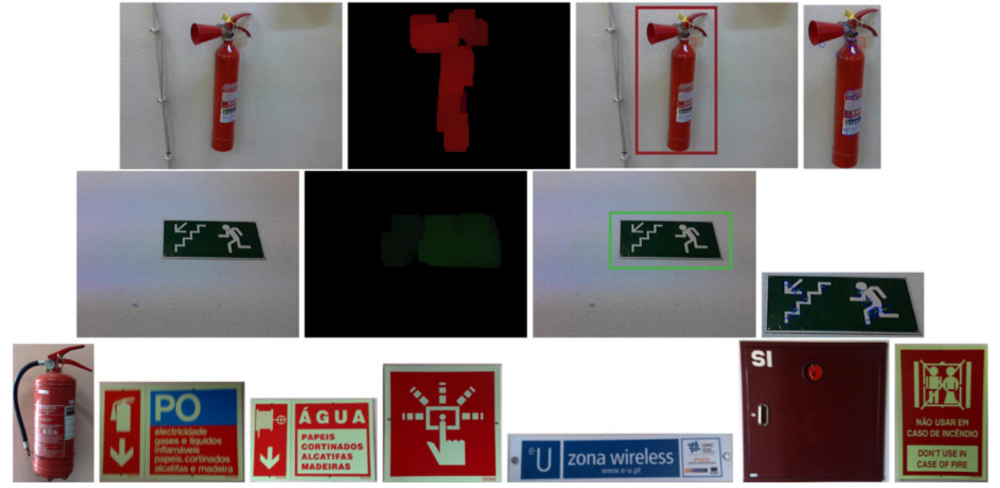 PO
electricidade
gases e líquidos
inflamáveis
papeis.cortinados
alcatifas e madeira
ÁGUA
PAPEIS
CORTINADOS
ALCATIFAS
MADEIRAS
e U zona wireless
www.e-u.pt
SI
NÃO USAR EM
CASO DE INCÊNDIO
DON'T USE IN
CASE OF FIRE